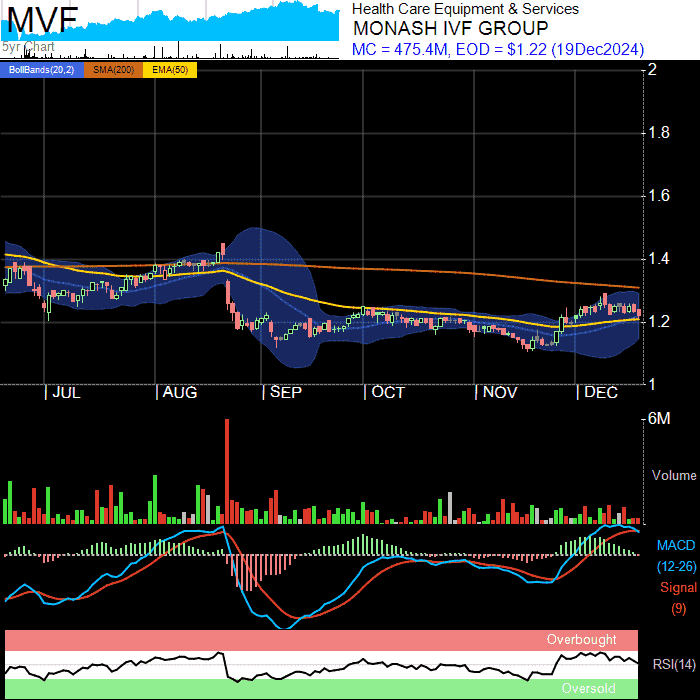 MVF
5yr Chart
Health Care Equipment & Services
MONASH IVF GROUP
MC = 475.4M, EOD = $1.22 (19Dec2024)
BollBands(20,2) SMA(200) EMA(50)
2
1.8
1.6
1.4
1.2
1
JUL AUG SEP OCT NOV DEC
6M
Volume
MACD
(12-26)
Signal
(9)
Overbought
RSI(14)
Oversold